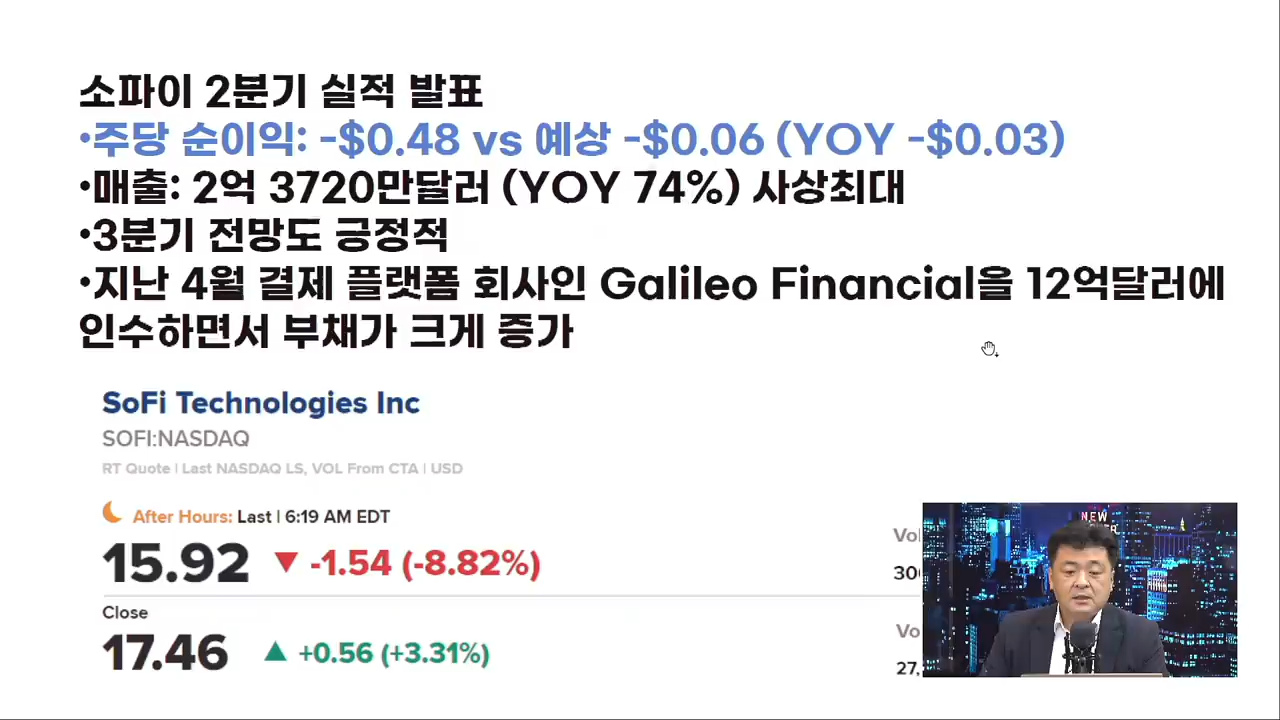 소파이 2분기 실적 발표
•주당 순이익: -$0.48 vs 예상 -$0.06 (YOY -$0.03)
•매출: 2억 3720만달러 (YOY 74%) 사상최대
•3분기 전망도 긍정적
•지난 4월 결제 플랫폼 회사인 Galileo Financial을 12억달러에
인수하면서 부채가 크게 증가
SoFi Technologies Inc
SOFI:NASDAQ
RT Quote | Last NASDAQ LS, VOL From CTA | USD
After Hours: Last | 6:19 AM EDT
15.92 ▼ -1.54 (-8.82%)
Close
17.46 ▲ +0.56 (+3.31%)
NEW